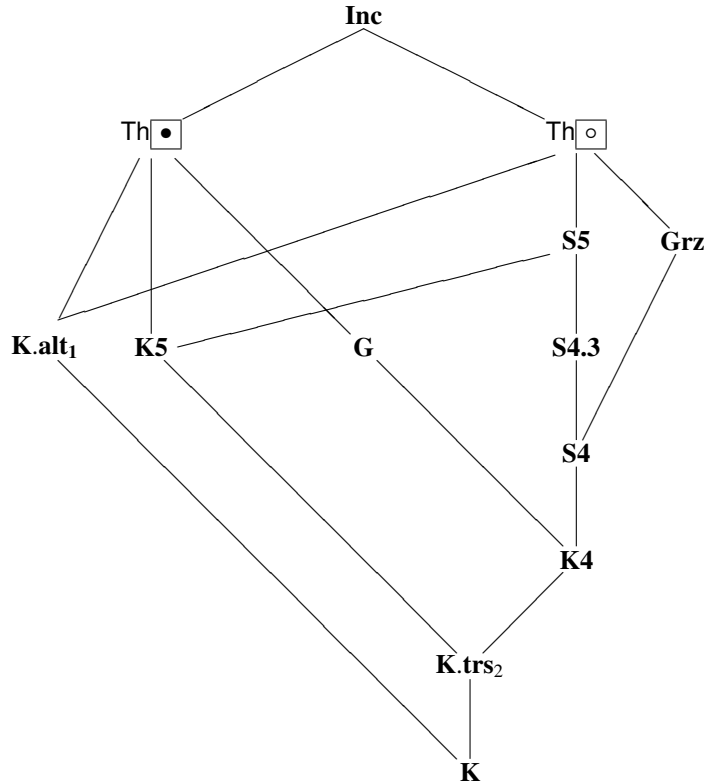 Inc
Th ●
Th ○
S5
Grz
K.alt₁
K5
G
S4.3
S4
K4
K.trs₂
K